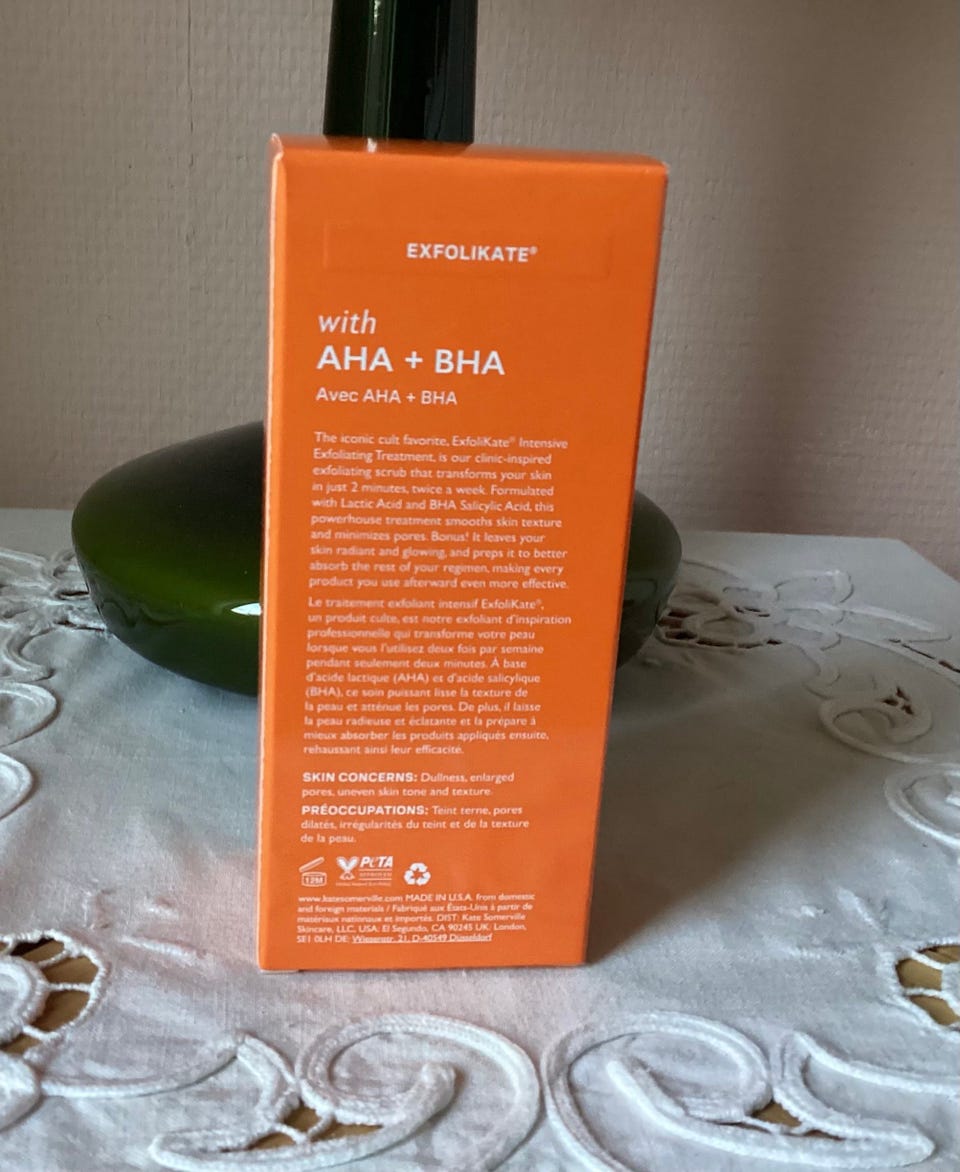 EXFOLIKATE®
with
AHA + BHA
Avec AHA + BHA
The iconic cult favorite, ExfoliKate® Intensive
Exfoliating Treatment, is our clinic-inspired
exfoliating scrub that transforms your skin
in just 2 minutes, twice a week. Formulated
with Lactic Acid and BHA Salicylic Acid, this
powerhouse treatment smooths skin texture
and minimizes pores. Bonus! It leaves your
skin radiant and glowing, and preps it to better
absorb the rest of your regimen, making every
product you use afterward even more effective.
Le traitement exfoliant intensif ExfoliKate®,
un produit culte, est notre exfoliant d'inspiration
professionnelle qui transforme votre peau
lorsque vous l'utilisez deux fois par semaine
pendant seulement deux minutes. À base
d'acide lactique (AHA) et d'acide salicylique
(BHA), ce soin puissant lisse la texture de
la peau et atténue les pores. De plus, il laisse
la peau radieuse et éclatante et la prépare à
mieux absorber les produits appliqués ensuite,
rehaussant ainsi leur efficacité.
SKIN CONCERNS: Dullness, enlarged
pores, uneven skin tone and texture.
PRÉOCCUPATIONS: Teint terne, pores
dilatés, irrégularités du teint et de la texture
de la peau.
12M PETA
APPROVED
www.katesomerville.com MADE IN U.S.A. from domestic
and foreign materials / Fabriqué aux États-Unis à partir de
matériaux nationaux et importés. DIST: Kate Somerville
Skincare, LLC, USA: El Segundo, CA 90245 UK: London,
SE1 0LH DE: Wiesenstr. 21, D-40549 Düsseldorf